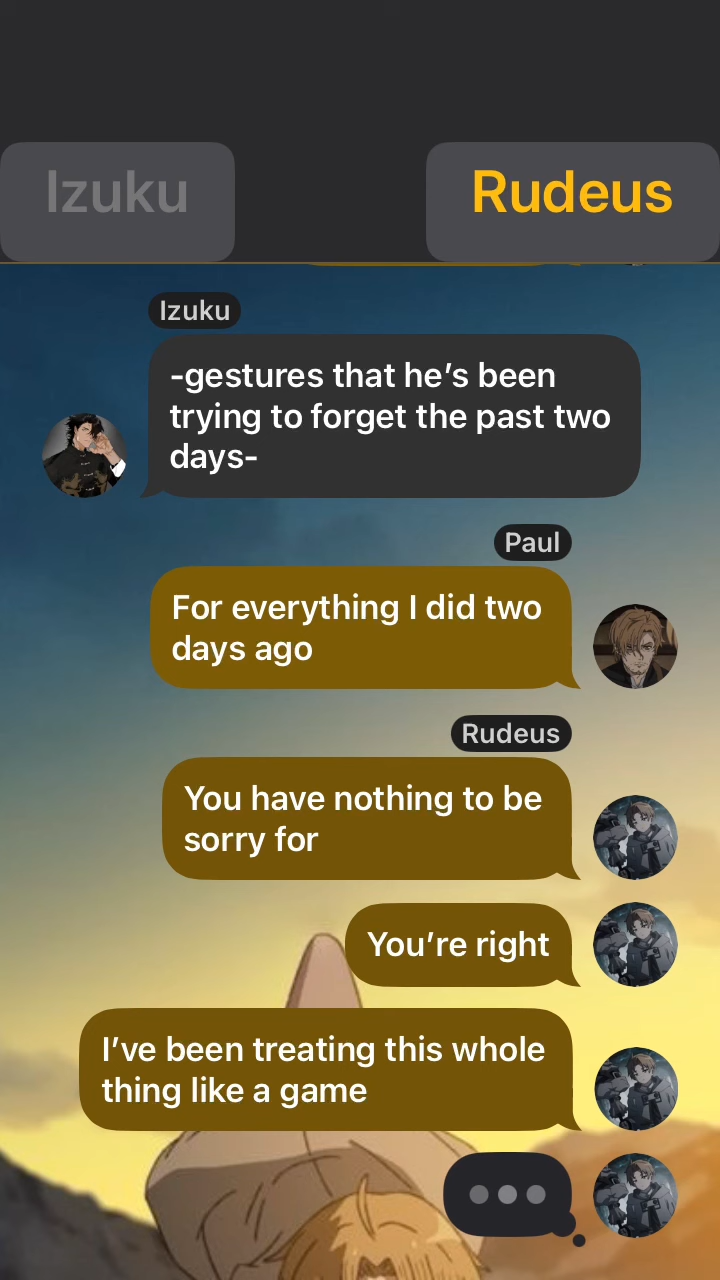 Izuku
Rudeus
Izuku
-gestures that he’s been
trying to forget the past two
days-
Paul
For everything I did two
days ago
Rudeus
You have nothing to be
sorry for
You’re right
I’ve been treating this whole
thing like a game